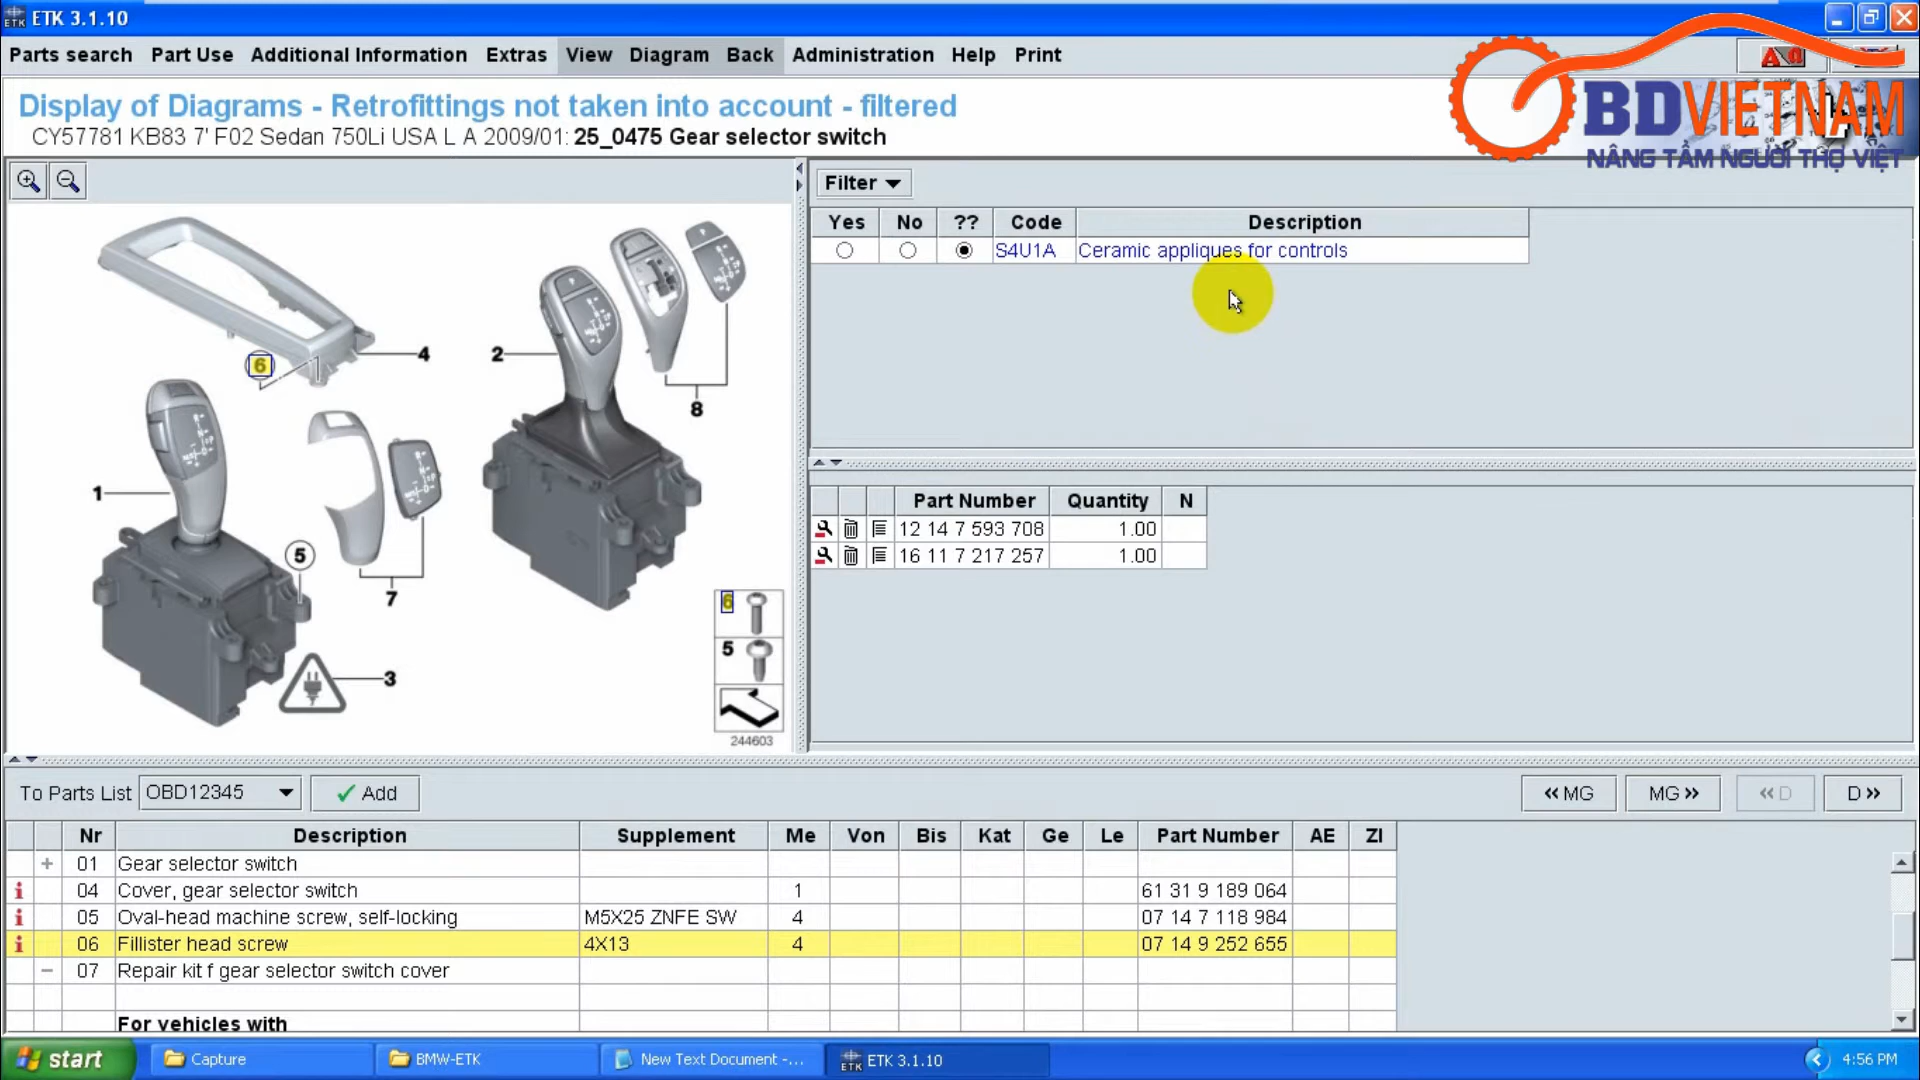 ETK 3.1.10
Parts search Part Use Additional Information Extras View Diagram Back Administration Help Print
BDVIETNAM
NÂNG TẦM NGƯỜI THỢ VIỆT
Display of Diagrams - Retrofittings not taken into account - filtered
CY57781 KB83 7' F02 Sedan 750Li USA L A 2009/01: 25_0475 Gear selector switch
Filter
Yes No ?? Code Description
S4U1A Ceramic appliques for controls
4
6
2
8
1
5
7
3
6
5
244603
Part Number Quantity N
12 14 7 593 708 1.00
16 11 7 217 257 1.00
To Parts List OBD12345 Add «MG MG» «D D»
Nr Description Supplement Me Von Bis Kat Ge Le Part Number AE ZI
+ 01 Gear selector switch
i 04 Cover, gear selector switch 1 61 31 9 189 064
i 05 Oval-head machine screw, self-locking M5X25 ZNFE SW 4 07 14 7 118 984
i 06 Fillister head screw 4X13 4 07 14 9 252 655
− 07 Repair kit f gear selector switch cover
For vehicles with
start Capture BMW-ETK New Text Document -... ETK ETK 3.1.10 4:56 PM